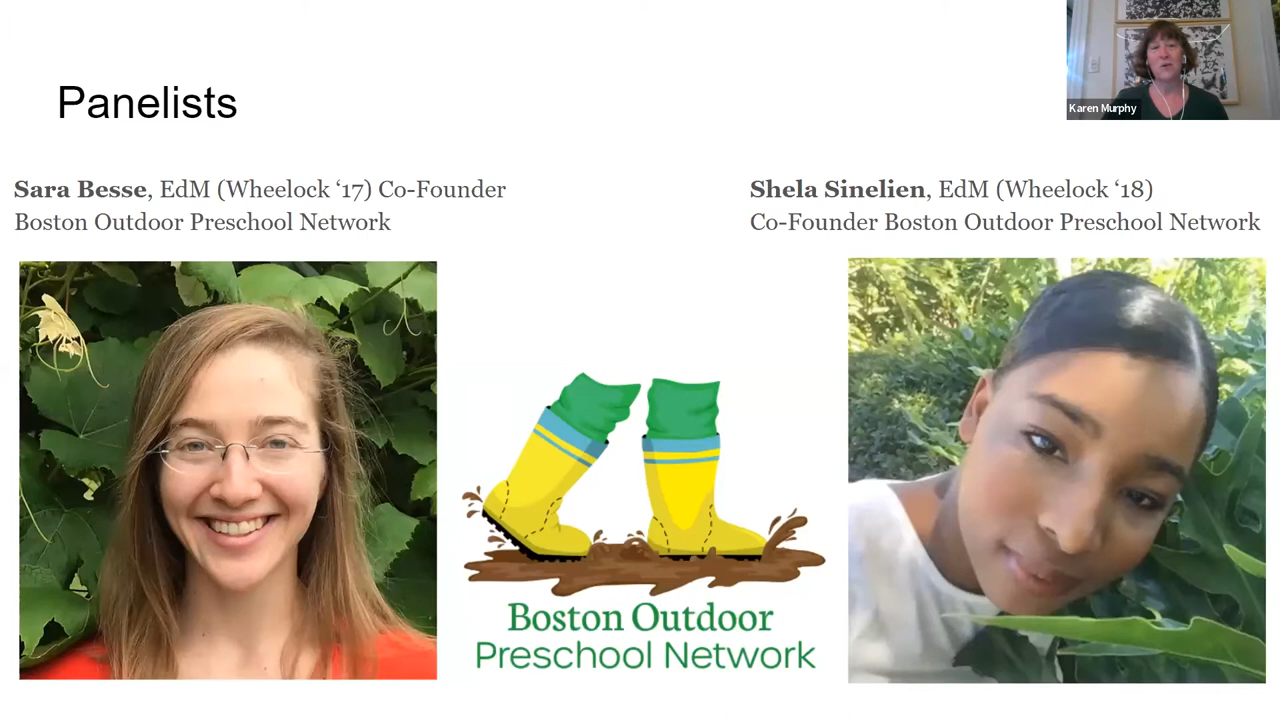 Karen Murphy
Panelists
Sara Besse, EdM (Wheelock ‘17) Co-Founder
Boston Outdoor Preschool Network
Shela Sinelien, EdM (Wheelock ‘18)
Co-Founder Boston Outdoor Preschool Network
Boston Outdoor
Preschool Network